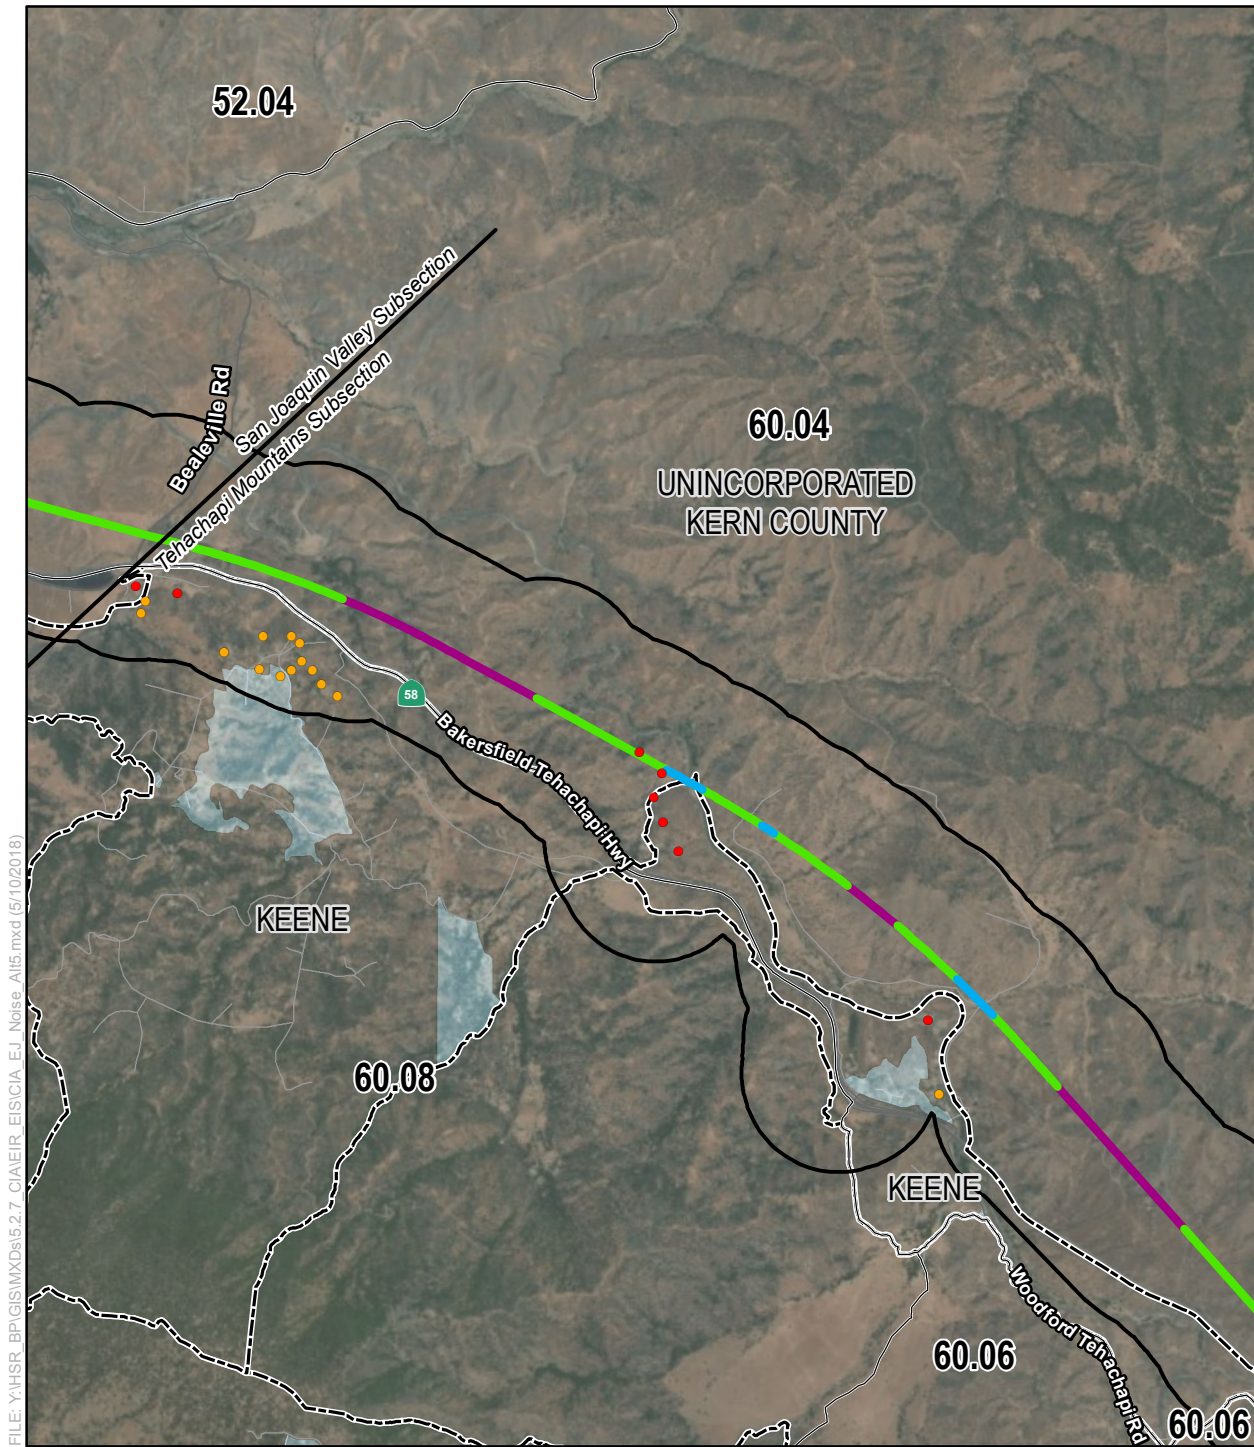 52.04
San Joaquin Valley Subsection
Tehachapi Mountains Subsection
Bealeville Rd
60.04
UNINCORPORATED
KERN COUNTY
58
Bakersfield-Tehachapi Hwy
KEENE
60.08
KEENE
Woodford Tehachapi Rd
60.06
60.06
FILE: Y:\HSR_BP\GIS\MXDs\5.2.7_CIA\EIR_EIS\CIA_EJ_Noise_Alt5.mxd (5/10/2018)